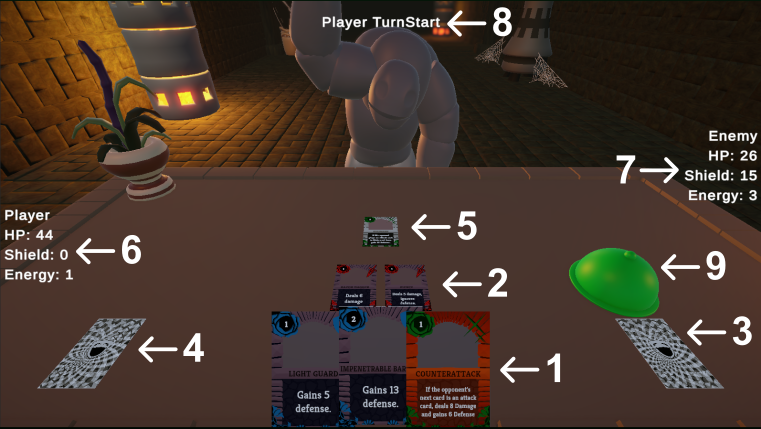 Player TurnStart
8
Enemy
HP: 26
7
Shield: 15
Energy: 3
Player
HP: 44
Shield: 0
6
Energy: 1
5
9
Deals 6
damage
Deals 5 damage,
ignores
defense.
2
4
3
1
LIGHT GUARD
Gains 5
defense.
2
IMPENETRABLE BAR
Gains 13
defense.
1
COUNTERATTACK
If the opponent's
next card is an attack
card, deals 8 Damage
and gains 6 Defense
1